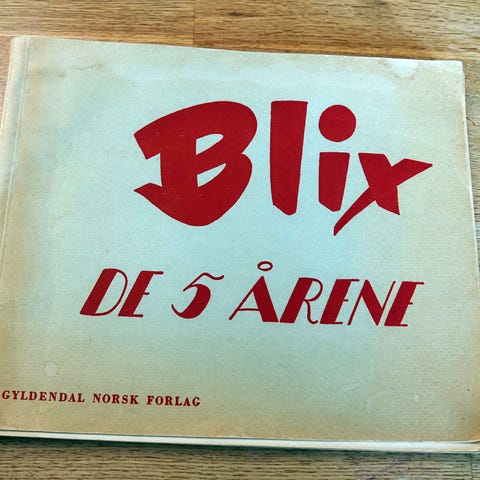 Blix
DE 5 ÅRENE
GYLDENDAL NORSK FORLAG